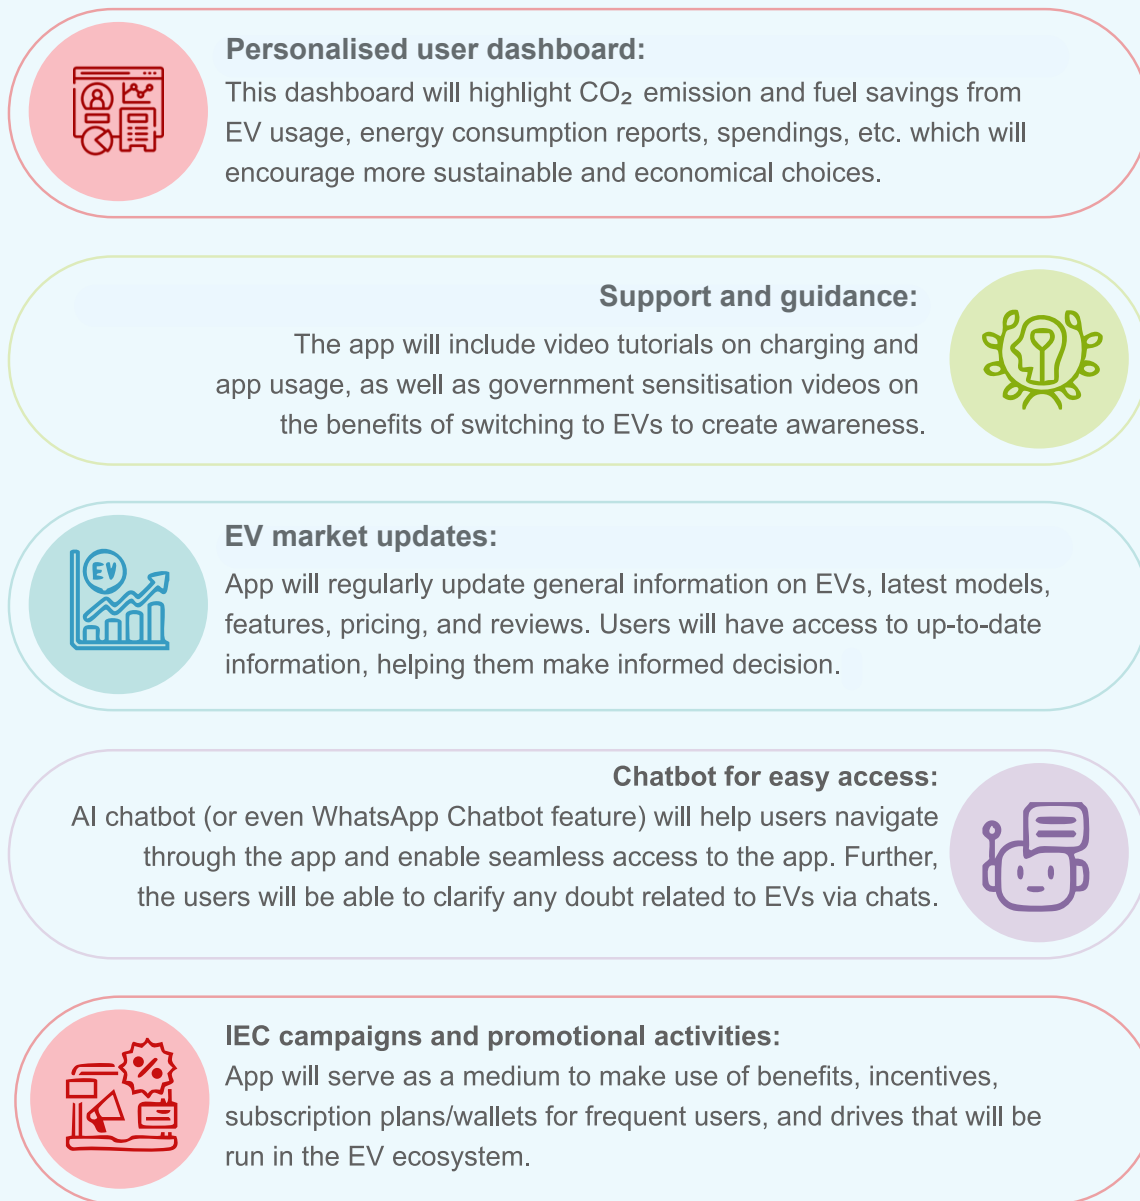 Personalised user dashboard:
This dashboard will highlight CO₂ emission and fuel savings from
EV usage, energy consumption reports, spendings, etc. which will
encourage more sustainable and economical choices.
Support and guidance:
The app will include video tutorials on charging and
app usage, as well as government sensitisation videos on
the benefits of switching to EVs to create awareness.
EV
EV market updates:
App will regularly update general information on EVs, latest models,
features, pricing, and reviews. Users will have access to up-to-date
information, helping them make informed decision.
Chatbot for easy access:
AI chatbot (or even WhatsApp Chatbot feature) will help users navigate
through the app and enable seamless access to the app. Further,
the users will be able to clarify any doubt related to EVs via chats.
%
IEC campaigns and promotional activities:
App will serve as a medium to make use of benefits, incentives,
subscription plans/wallets for frequent users, and drives that will be
run in the EV ecosystem.